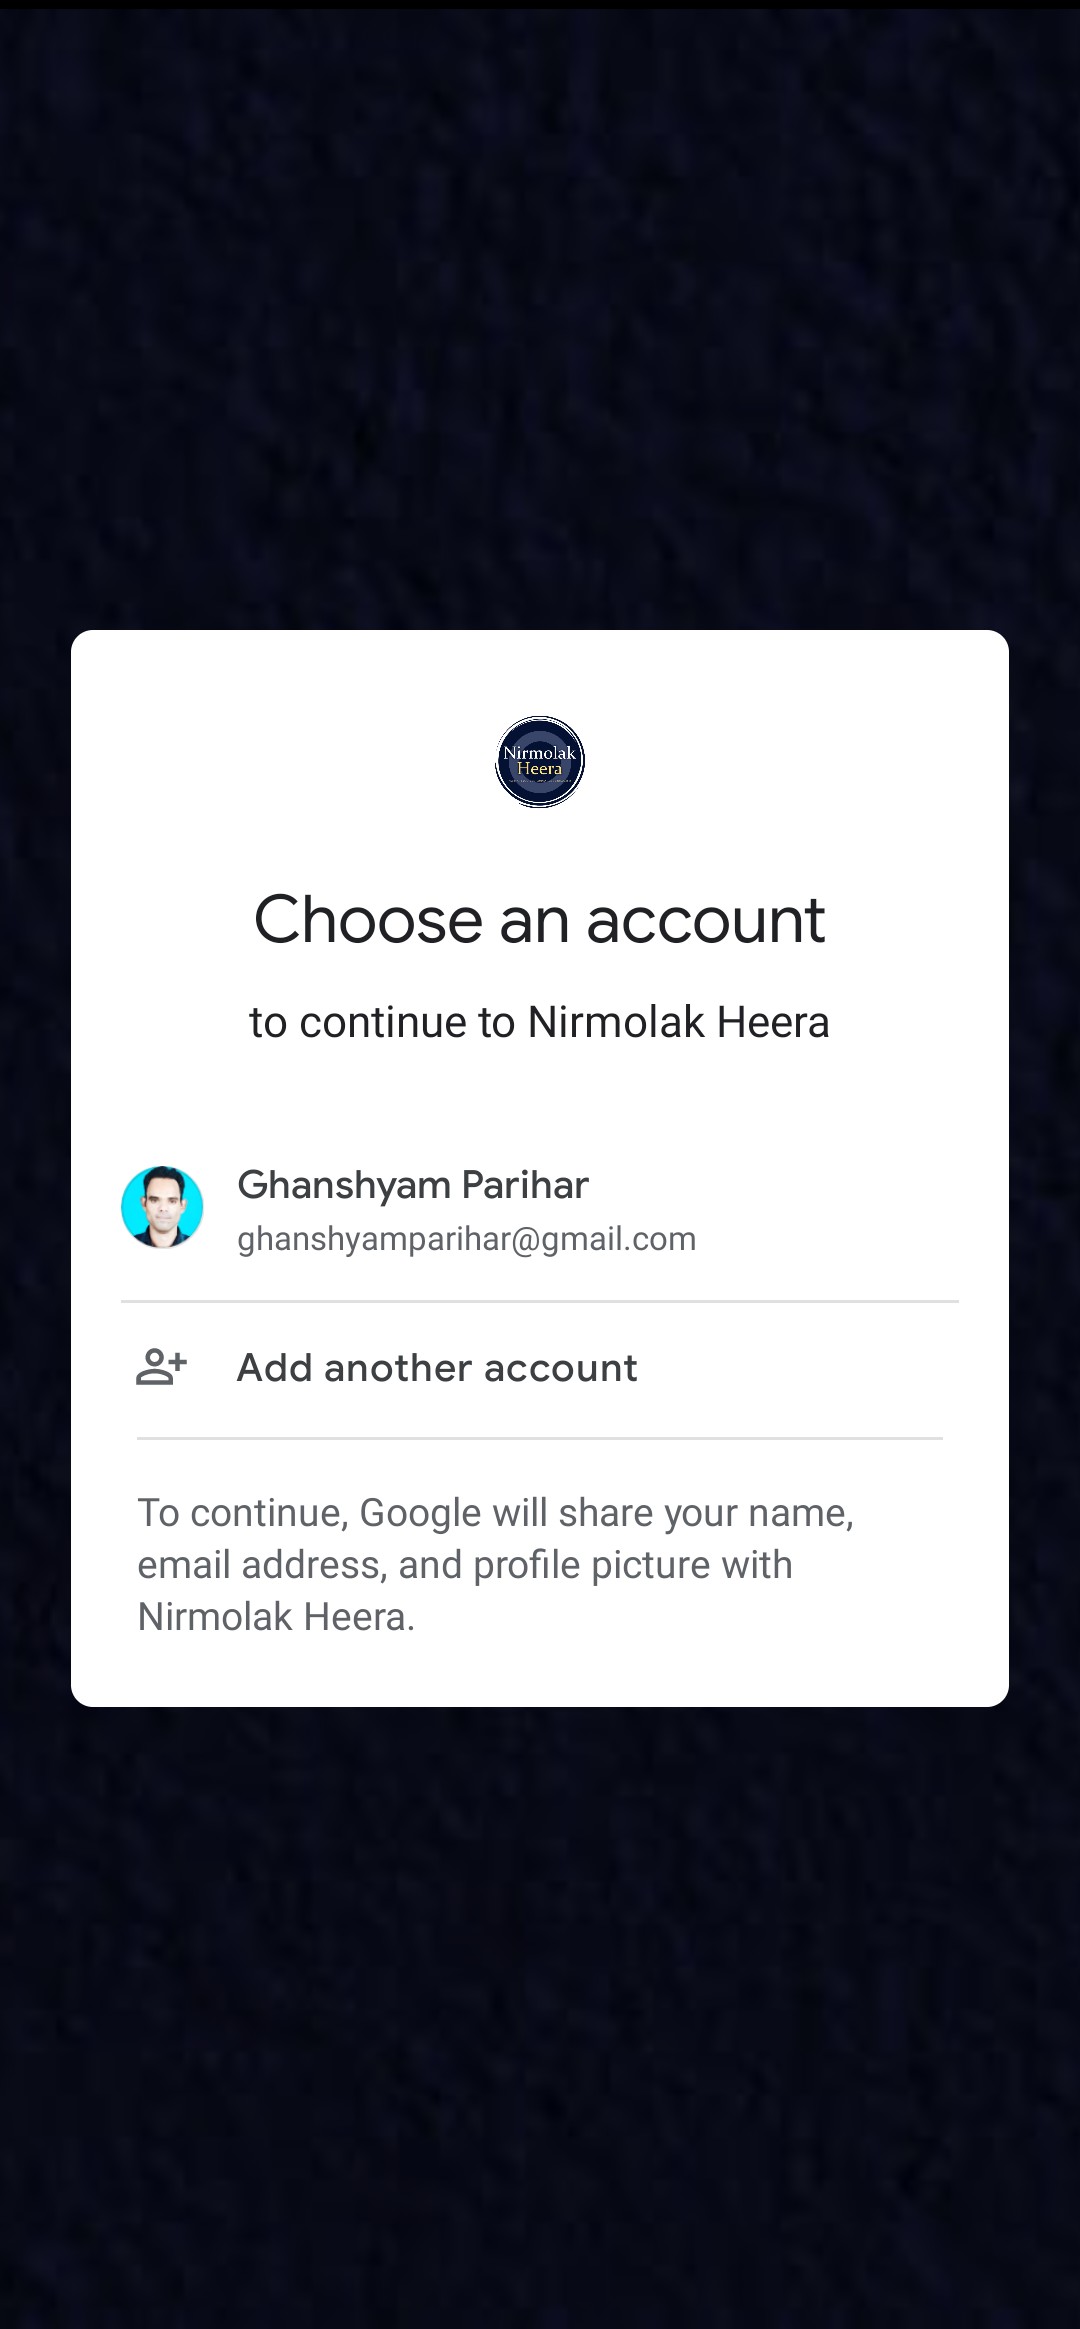 Nirmolak
Heera
Choose an account
to continue to Nirmolak Heera
Ghanshyam Parihar
ghanshyamparihar@gmail.com
Add another account
To continue, Google will share your name,
email address, and profile picture with
Nirmolak Heera.